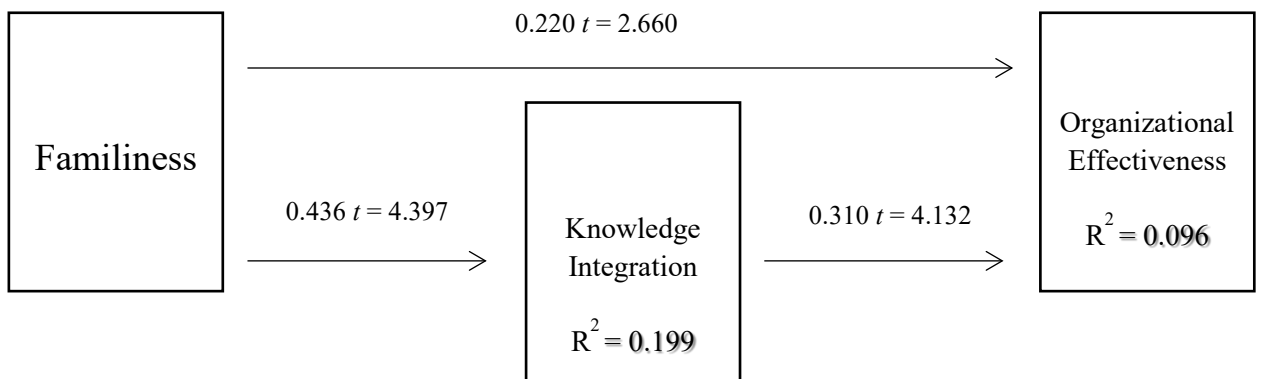 0.220 t = 2.660
Familiness
0.436 t = 4.397
Knowledge
Integration
R² = 0.199
0.310 t = 4.132
Organizational
Effectiveness
R² = 0.096